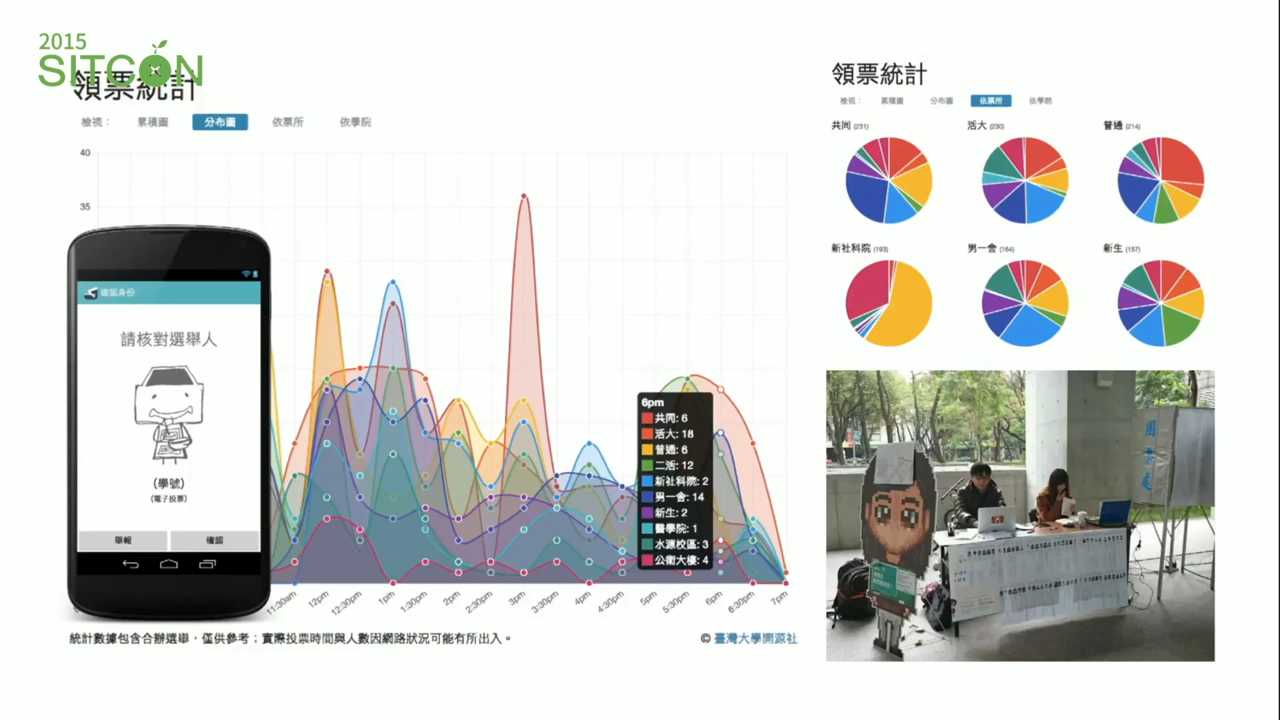 2015
SITCON
領票統計
檢視：
累積圖
分布圖
依票所
依學院
40
35
確認身份
請核對選舉人
（學號）
（電子投票）
舉報
確認
6pm
共同: 6
活大: 18
普通: 6
二活: 12
新社科院: 2
男一舍: 14
新生: 2
醫學院: 1
水源校區: 3
公衛大樓: 4
11:30am
12pm
12:30pm
1pm
1:30pm
2pm
2:30pm
3pm
3:30pm
4pm
4:30pm
5pm
5:30pm
6pm
6:30pm
7pm
統計數據包含合辦選舉，僅供參考；實際投票時間與人數因網路狀況可能有所出入。
© 臺灣大學開源社
領票統計
檢視：
累積圖
分布圖
依票所
依學院
共同 (231)
活大 (230)
普通 (214)
新社科院 (193)
男一舍 (164)
新生 (157)